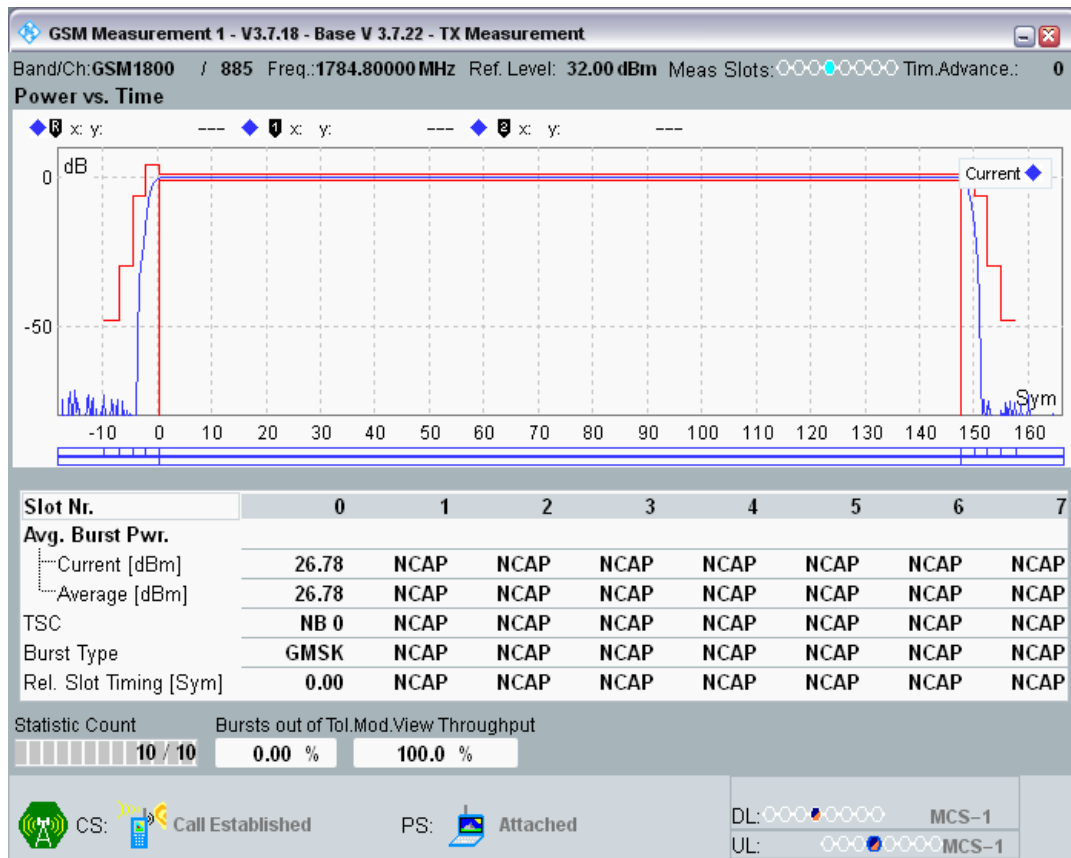 GSM Measurement 1 - V3.7.18 - Base V 3.7.22 - TX Measurement
Band/Ch:GSM1800 / 885 Freq.:1784.80000 MHz Ref. Level: 32.00 dBm Meas Slots: Tim.Advance.: 0
Power vs. Time
R x: y: --- 1 x: y: --- 2 x: y: ---
dB
Current
0
-50
Sym
-10 0 10 20 30 40 50 60 70 80 90 100 110 120 130 140 150 160
Slot Nr. 0 1 2 3 4 5 6 7
Avg. Burst Pwr.
Current [dBm] 26.78 NCAP NCAP NCAP NCAP NCAP NCAP NCAP
Average [dBm] 26.78 NCAP NCAP NCAP NCAP NCAP NCAP NCAP
TSC NB 0 NCAP NCAP NCAP NCAP NCAP NCAP NCAP
Burst Type GMSK NCAP NCAP NCAP NCAP NCAP NCAP NCAP
Rel. Slot Timing [Sym] 0.00 NCAP NCAP NCAP NCAP NCAP NCAP NCAP
Statistic Count Bursts out of Tol.Mod.View Throughput
10 / 10 0.00 % 100.0 %
CS: Call Established PS: Attached
DL: MCS-1
UL: MCS-1